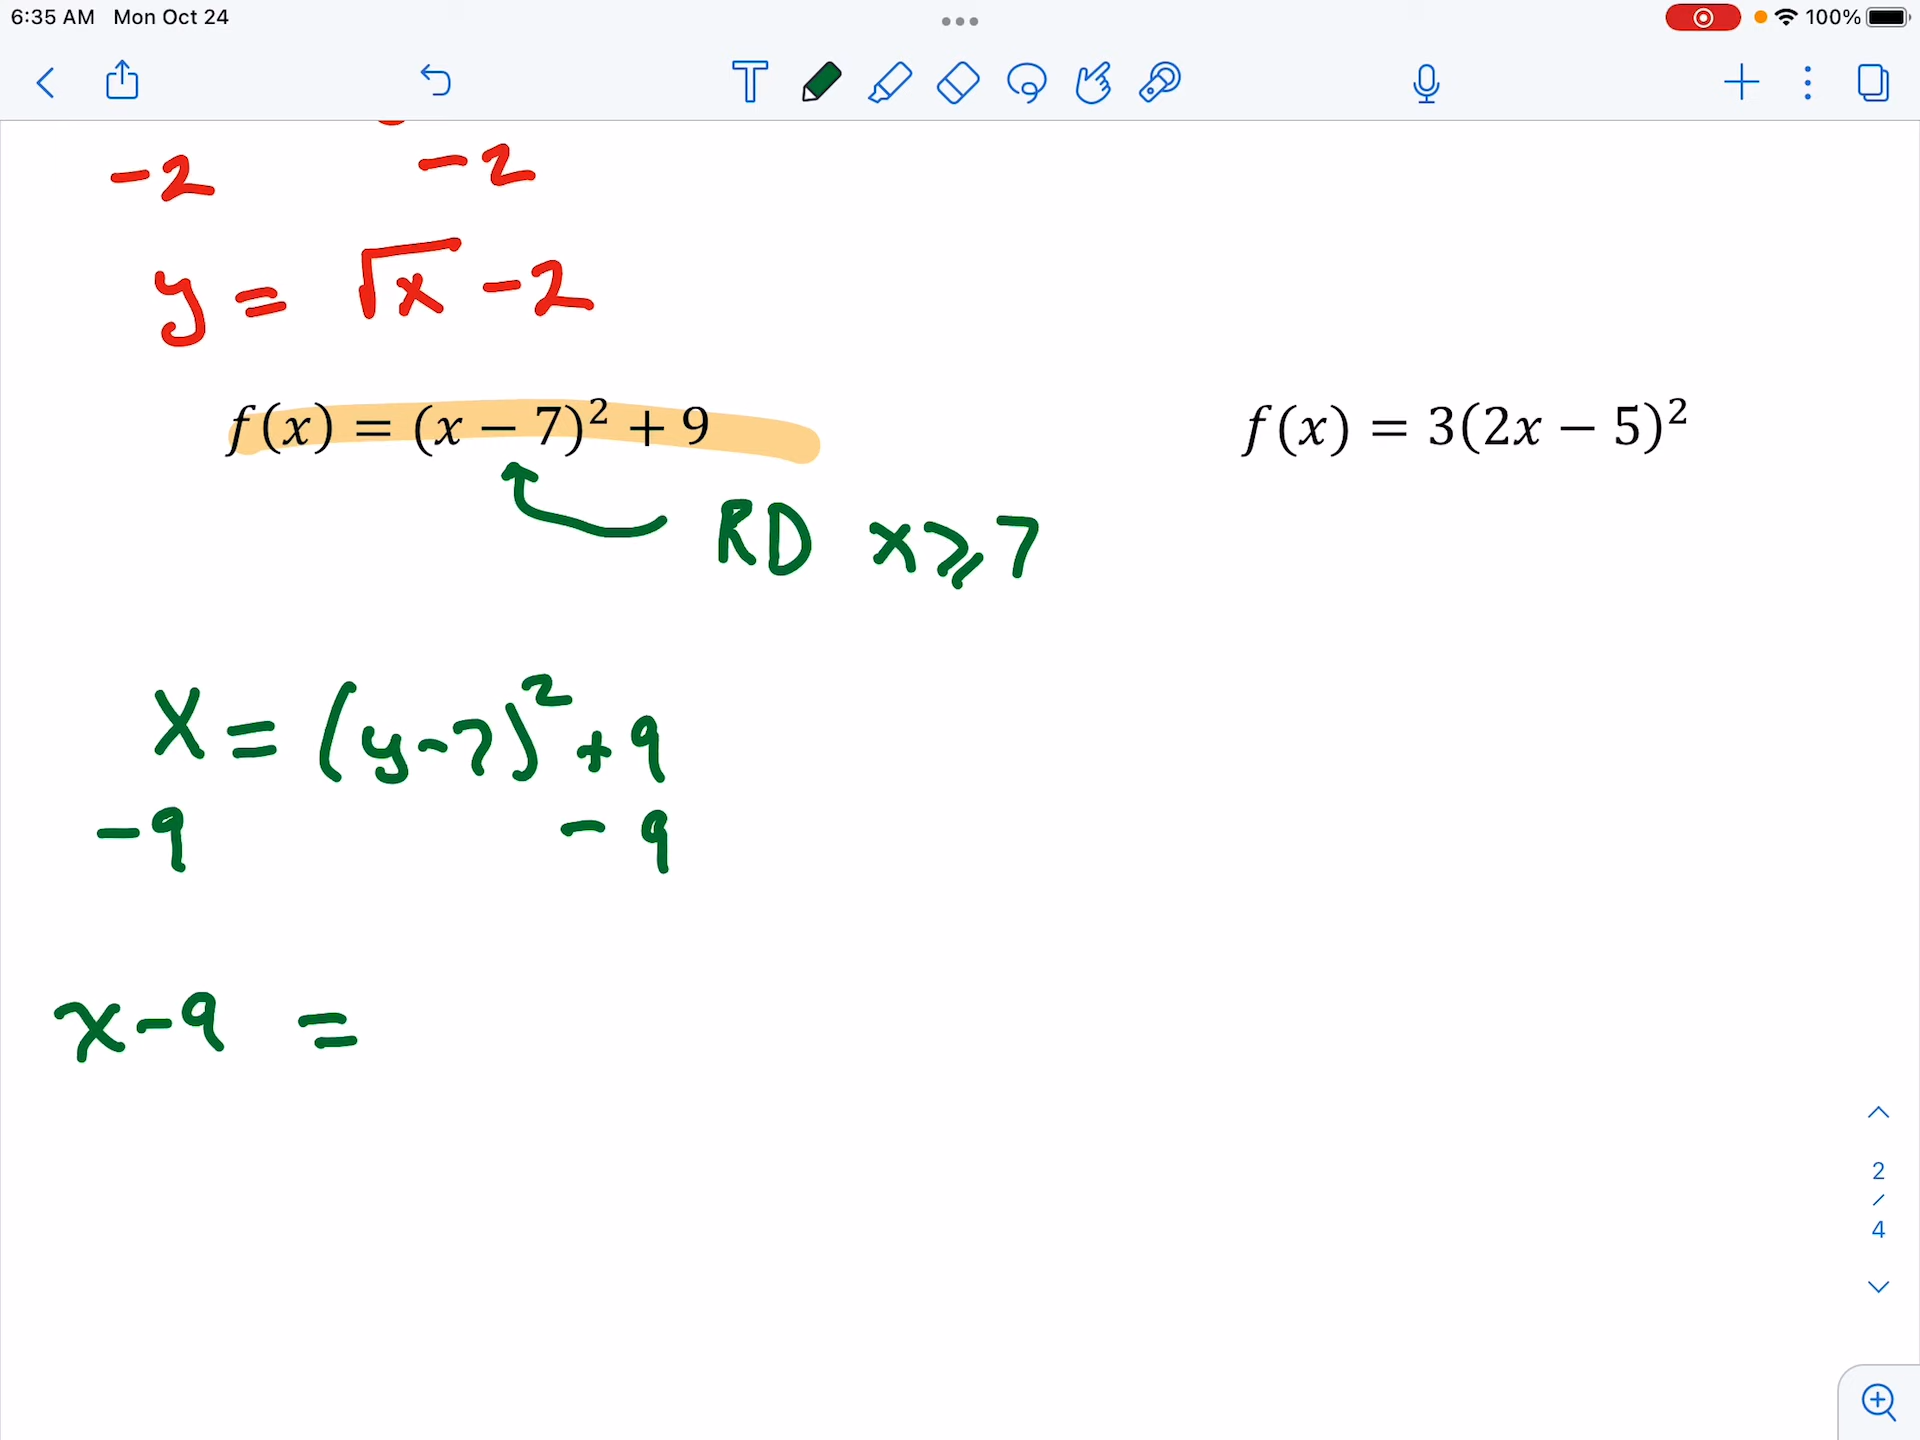 6:35 AM Mon Oct 24
100%
T
-2 -2
y = √x - 2
f(x) = (x − 7)² + 9
f(x) = 3(2x − 5)²
RD x ≥ 7
x = (y-7)² + 9
-9 -9
x-9 =
2
/
4